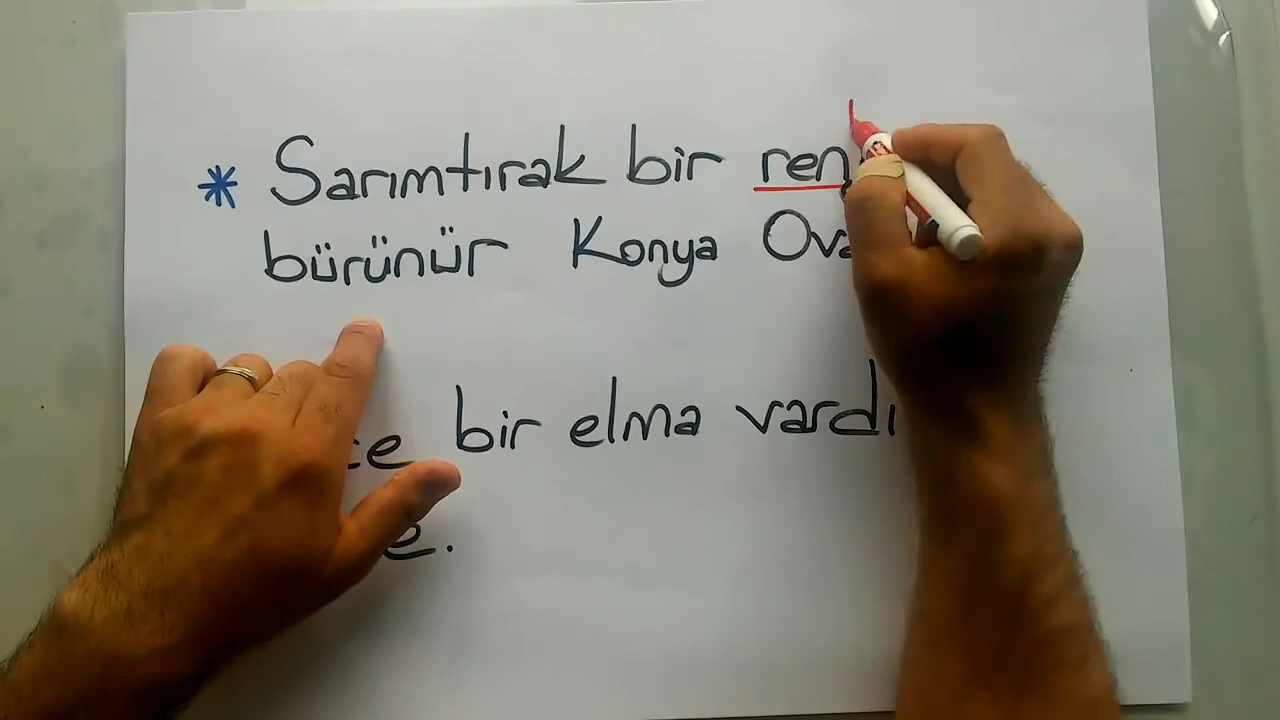 * Sarımtırak bir ren
bürünür Konya Ova
bir elma vardı